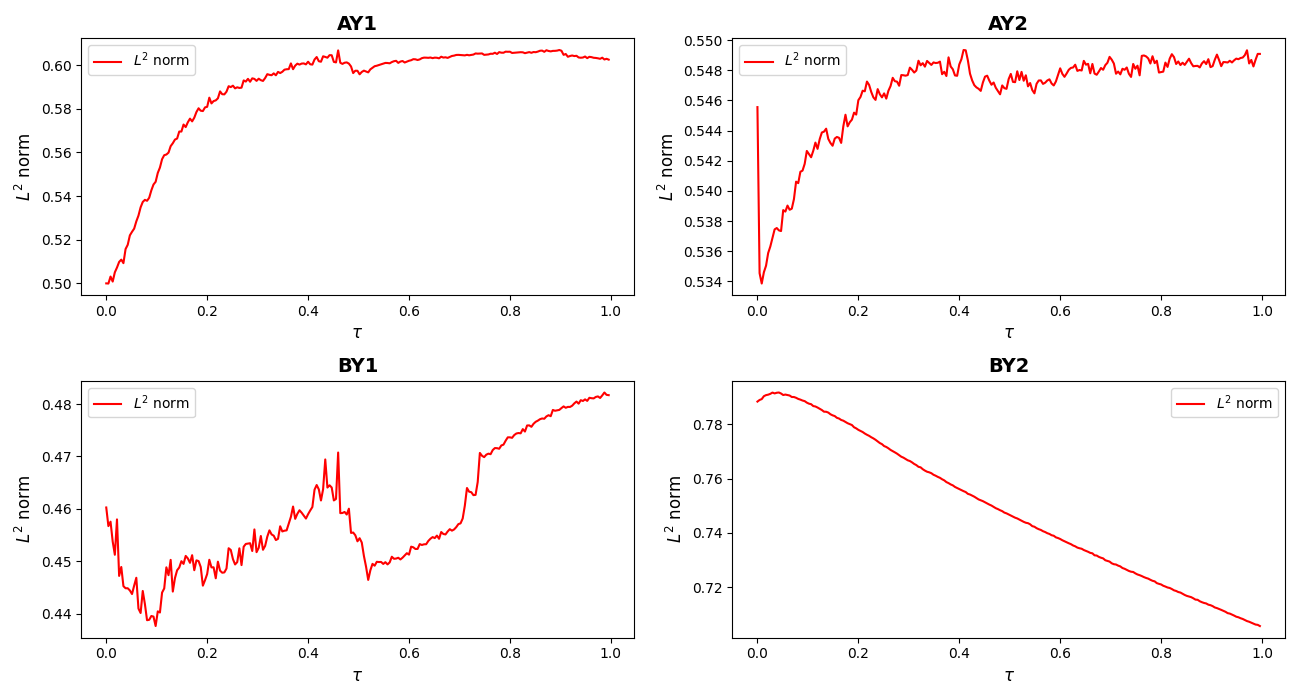 AY1
L² norm
0.60
0.58
0.56
0.54
0.52
0.50
L² norm
0.0 0.2 0.4 0.6 0.8 1.0
τ
AY2
L² norm
0.550
0.548
0.546
0.544
0.542
0.540
0.538
0.536
0.534
L² norm
0.0 0.2 0.4 0.6 0.8 1.0
τ
BY1
L² norm
0.48
0.47
0.46
0.45
0.44
L² norm
0.0 0.2 0.4 0.6 0.8 1.0
τ
BY2
L² norm
0.78
0.76
0.74
0.72
L² norm
0.0 0.2 0.4 0.6 0.8 1.0
τ